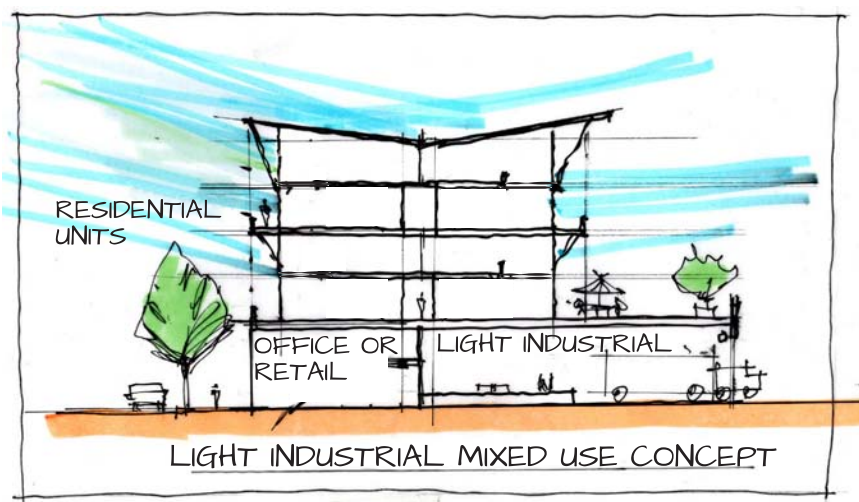 RESIDENTIAL
UNITS
OFFICE OR
RETAIL
LIGHT INDUSTRIAL
LIGHT INDUSTRIAL MIXED USE CONCEPT